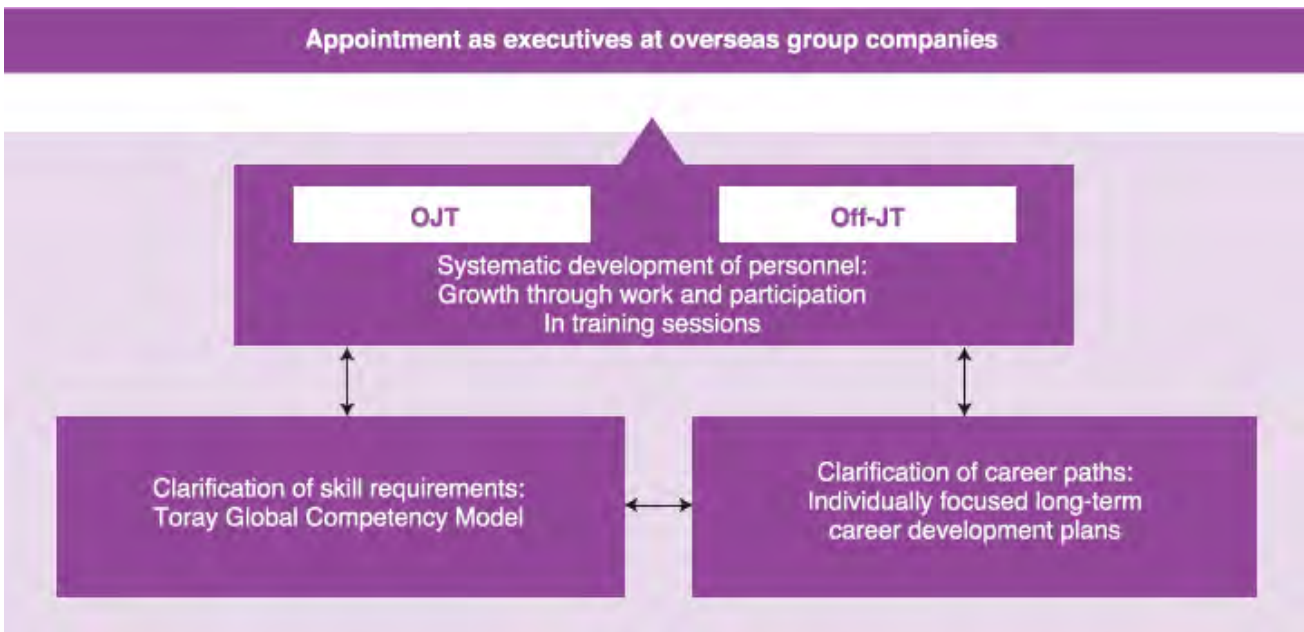 Appointment as executives at overseas group companies
OJT
Off-JT
Systematic development of personnel:
Growth through work and participation
In training sessions
Clarification of skill requirements:
Toray Global Competency Model
Clarification of career paths:
Individually focused long-term
career development plans